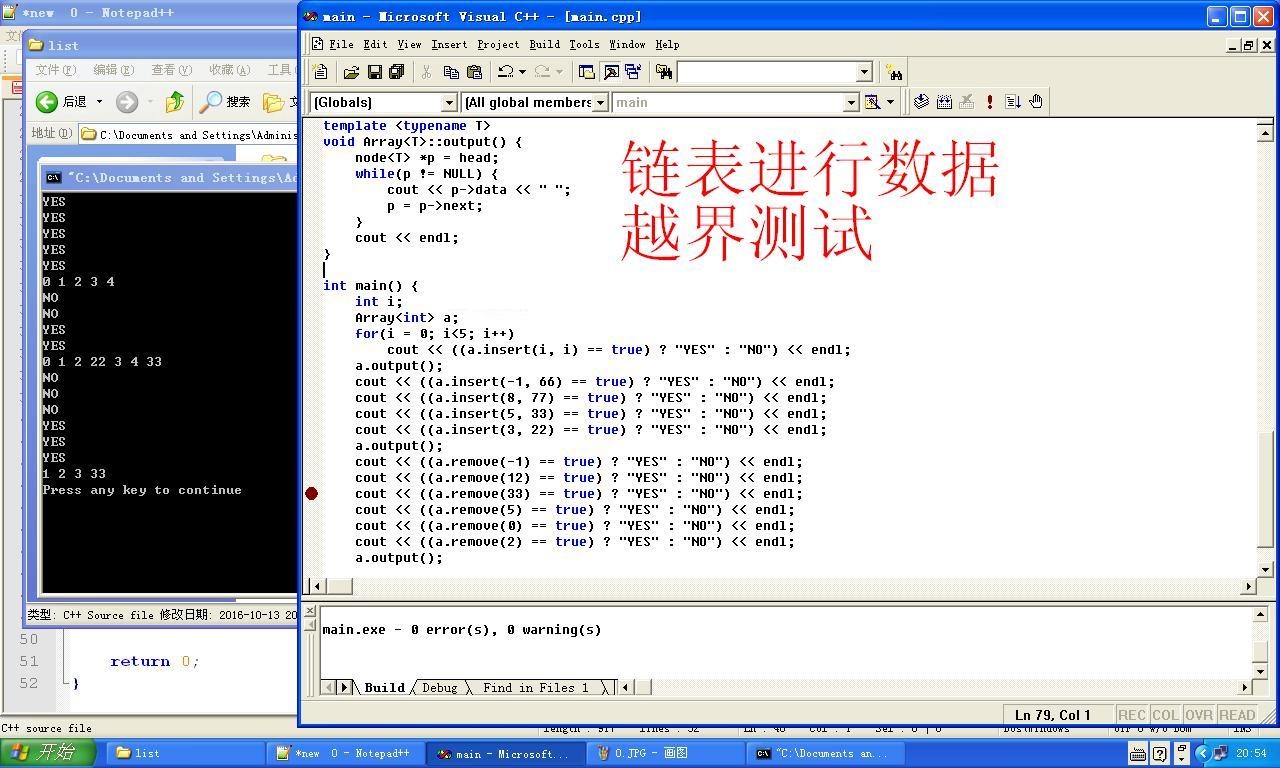 *new  0 - Notepad++
list
文件(F) 编辑(E) 查看(V) 收藏(A) 工具
后退 搜索
地址(D) C:\Documents and Settings\Adminis
"C:\Documents and Settings\Ad
YES
YES
YES
YES
YES
0 1 2 3 4
NO
NO
YES
YES
0 1 2 22 3 4 33
NO
NO
NO
YES
YES
YES
1 2 3 33
Press any key to continue
类型: C++ Source file 修改日期: 2016-10-13 20
50
51 return 0;
52 }
C++ source file
main - Microsoft Visual C++ - [main.cpp]
File Edit View Insert Project Build Tools Window Help
(Globals) (All global members main
template <typename T>
void Array<T>::output() {
node<T> *p = head;
while(p != NULL) {
cout << p->data << " ";
p = p->next;
}
cout << endl;
}
int main() {
int i;
Array<int> a;
for(i = 0; i<5; i++)
cout << ((a.insert(i, i) == true) ? "YES" : "NO") << endl;
a.output();
cout << ((a.insert(-1, 66) == true) ? "YES" : "NO") << endl;
cout << ((a.insert(8, 77) == true) ? "YES" : "NO") << endl;
cout << ((a.insert(5, 33) == true) ? "YES" : "NO") << endl;
cout << ((a.insert(3, 22) == true) ? "YES" : "NO") << endl;
a.output();
cout << ((a.remove(-1) == true) ? "YES" : "NO") << endl;
cout << ((a.remove(12) == true) ? "YES" : "NO") << endl;
cout << ((a.remove(33) == true) ? "YES" : "NO") << endl;
cout << ((a.remove(5) == true) ? "YES" : "NO") << endl;
cout << ((a.remove(0) == true) ? "YES" : "NO") << endl;
cout << ((a.remove(2) == true) ? "YES" : "NO") << endl;
a.output();
链表进行数据
越界测试
main.exe - 0 error(s), 0 warning(s)
Build Debug Find in Files 1
Ln 79, Col 1 REC COL OVR READ
开始 list *new  0 - Notepad++ main - Microsoft... 0.JPG - 画图 "C:\Documents an... 20:54